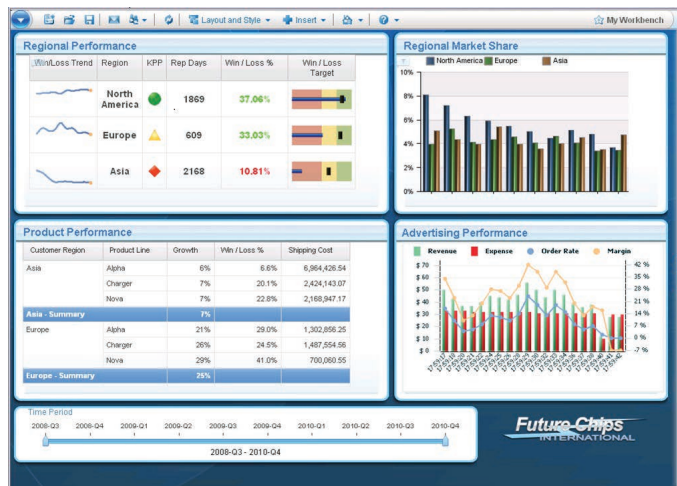 Layout and Style Insert My Workbench
Regional Performance
Win/Loss Trend Region KPP Rep Days Win / Loss % Win / Loss Target
North America 1869 37.06%
Europe 609 33.03%
Asia 2168 10.81%
Regional Market Share
North America Europe Asia
10%
8%
6%
4%
2%
0%
Product Performance
Customer Region Product Line Growth Win / Loss % Shipping Cost
Asia Alpha 6% 6.6% 6,964,426.54
Charger 7% 20.1% 2,424,143.07
Nova 7% 22.8% 2,168,947.17
Asia - Summary 7%
Europe Alpha 21% 29.0% 1,302,856.25
Charger 26% 24.5% 1,487,554.56
Nova 29% 41.0% 700,060.55
Europe - Summary 25%
Advertising Performance
Revenue Expense Order Rate Margin
$ 70 42 %
$ 60 35 %
$ 50 28 %
$ 40 21 %
$ 30 14 %
$ 20 7 %
$ 10 0 %
$ 0 -7 %
Time Period
2008-Q3 2008-Q4 2009-Q1 2009-Q2 2009-Q3 2009-Q4 2010-Q1 2010-Q2 2010-Q3 2010-Q4
2008-Q3 - 2010-Q4
Future Chips
INTERNATIONAL